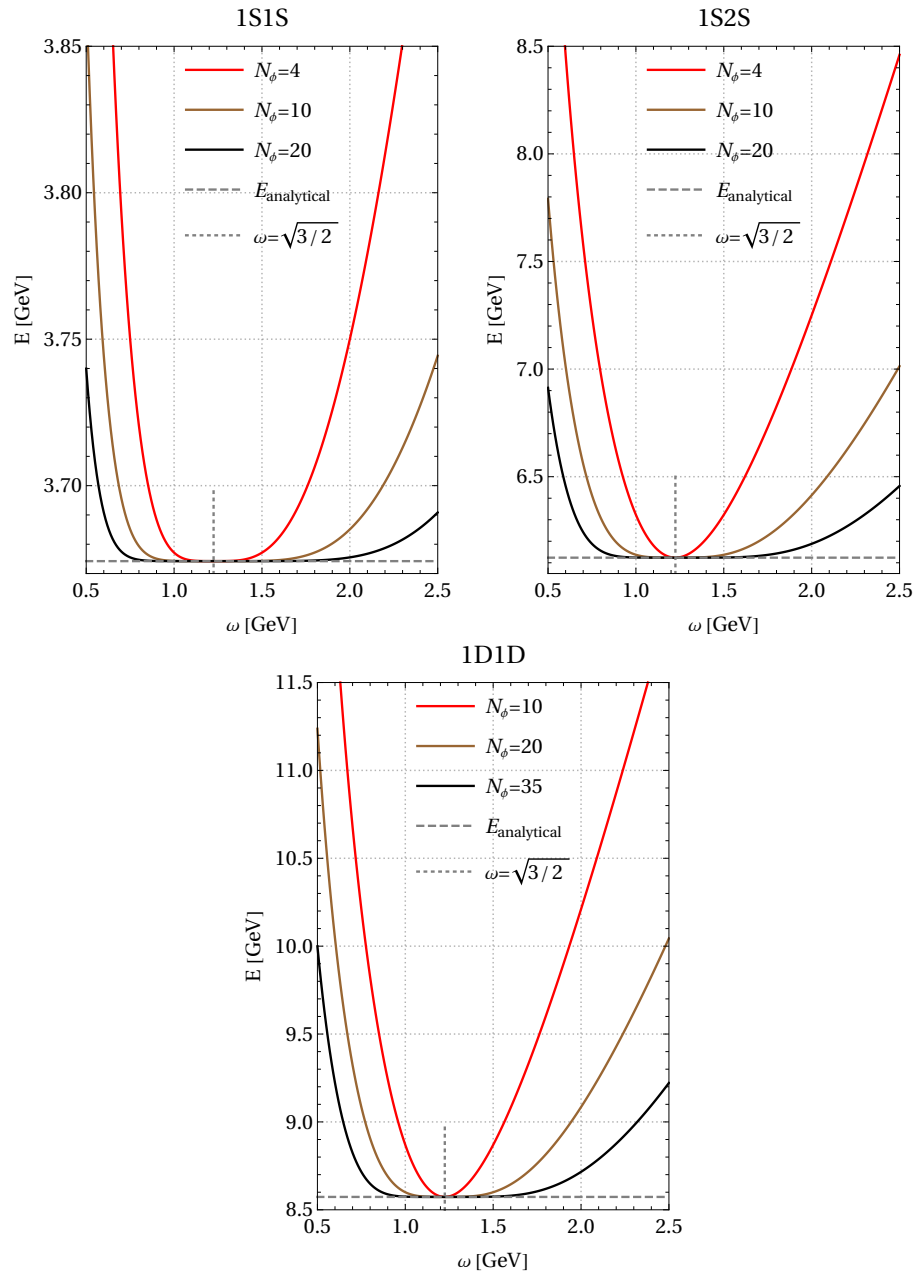 1S1S
3.85
3.80
3.75
3.70
E [GeV]
N_ϕ=4
N_ϕ=10
N_ϕ=20
E_analytical
ω=√3/2
0.5 1.0 1.5 2.0 2.5
ω [GeV]
1S2S
8.5
8.0
7.5
7.0
6.5
E [GeV]
N_ϕ=4
N_ϕ=10
N_ϕ=20
E_analytical
ω=√3/2
0.5 1.0 1.5 2.0 2.5
ω [GeV]
1D1D
11.5
11.0
10.5
10.0
9.5
9.0
8.5
E [GeV]
N_ϕ=10
N_ϕ=20
N_ϕ=35
E_analytical
ω=√3/2
0.5 1.0 1.5 2.0 2.5
ω [GeV]